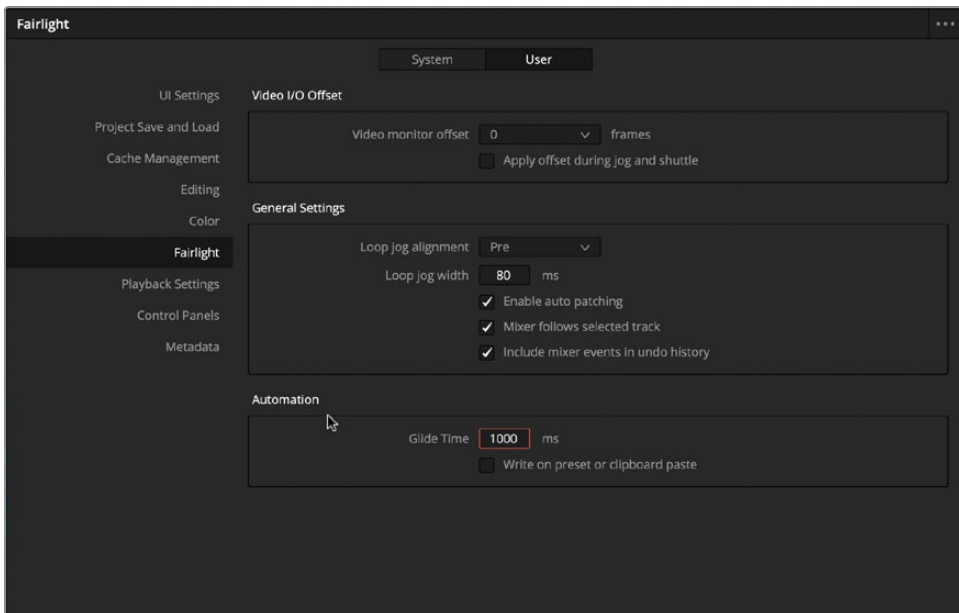 Fairlight
System User
UI Settings
Project Save and Load
Cache Management
Editing
Color
Fairlight
Playback Settings
Control Panels
Metadata
Video I/O Offset
Video monitor offset 0 frames
Apply offset during jog and shuttle
General Settings
Loop jog alignment Pre
Loop jog width 80 ms
Enable auto patching
Mixer follows selected track
Include mixer events in undo history
Automation
Glide Time 1000 ms
Write on preset or clipboard paste